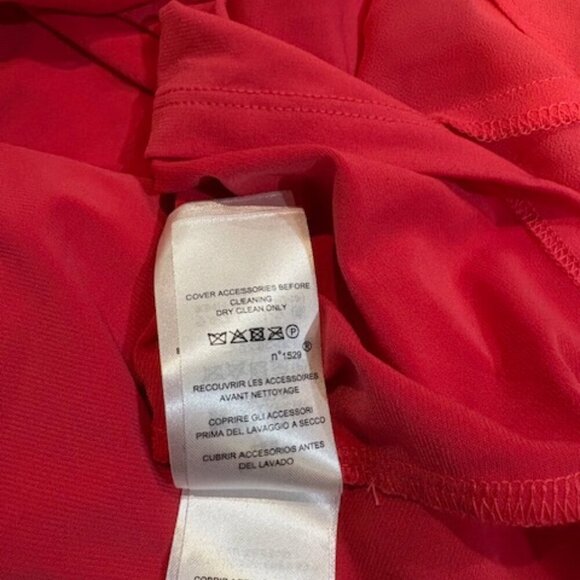 COVER ACCESSORIES BEFORE
CLEANING
DRY CLEAN ONLY
P
n°1529 ®
RECOUVRIR LES ACCESSOIRES
AVANT NETTOYAGE
COPRIRE GLI ACCESSORI
PRIMA DEL LAVAGGIO A SECCO
CUBRIR ACCESORIOS ANTES
DEL LAVADO